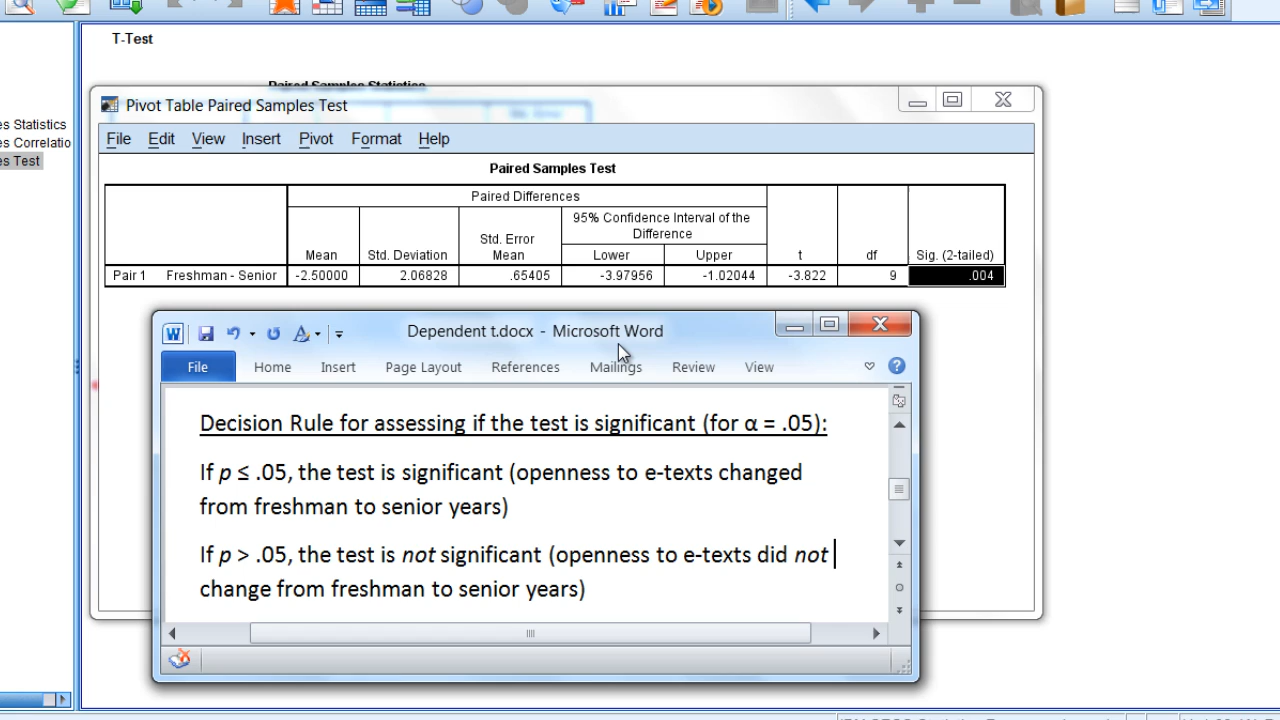 T-Test
Paired Samples Statistics
Pivot Table Paired Samples Test
es Statistics
es Correlatio
es Test
File Edit View Insert Pivot Format Help
Paired Samples Test
Paired Differences
95% Confidence Interval of the
Difference
Mean Std. Deviation Std. Error
Mean Lower Upper t df Sig. (2-tailed)
Pair 1 Freshman - Senior -2.50000 2.06828 .65405 -3.97956 -1.02044 -3.822 9 .004
Dependent t.docx - Microsoft Word
File Home Insert Page Layout References Mailings Review View
Decision Rule for assessing if the test is significant (for α = .05):
If p ≤ .05, the test is significant (openness to e-texts changed
from freshman to senior years)
If p > .05, the test is not significant (openness to e-texts did not
change from freshman to senior years)